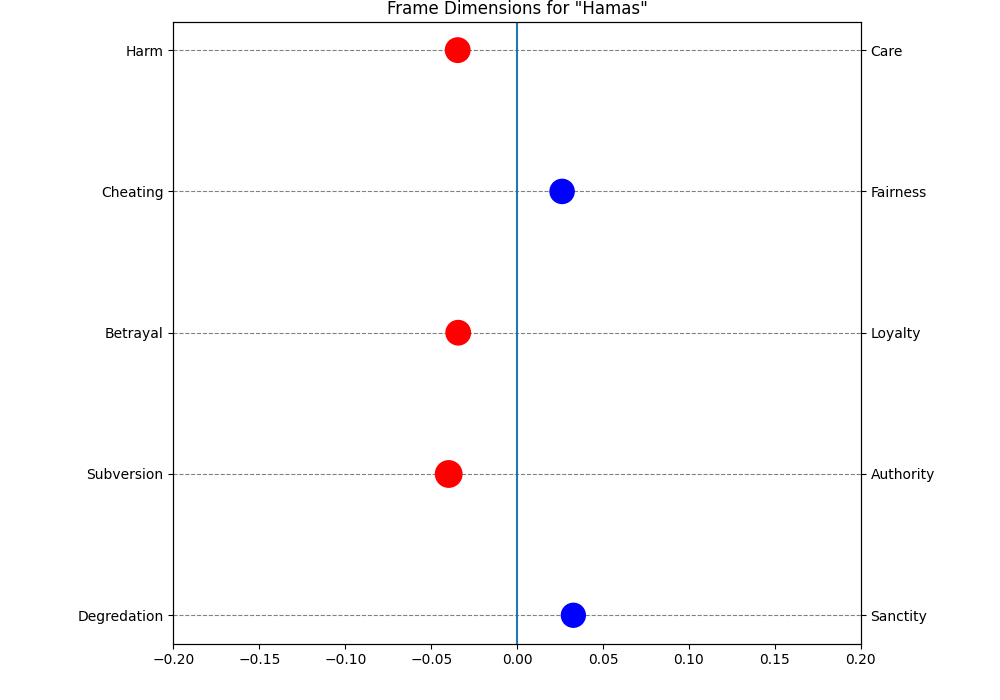 Frame Dimensions for "Hamas"
Harm Care
Cheating Fairness
Betrayal Loyalty
Subversion Authority
Degredation Sanctity
−0.20 −0.15 −0.10 −0.05 0.00 0.05 0.10 0.15 0.20